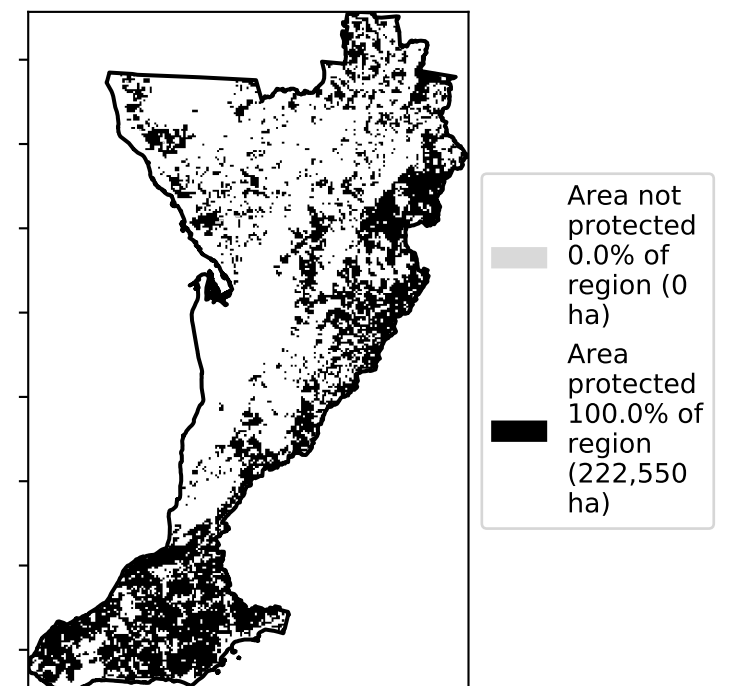 Area not
protected
0.0% of
region (0
ha)
Area
protected
100.0% of
region
(222,550
ha)